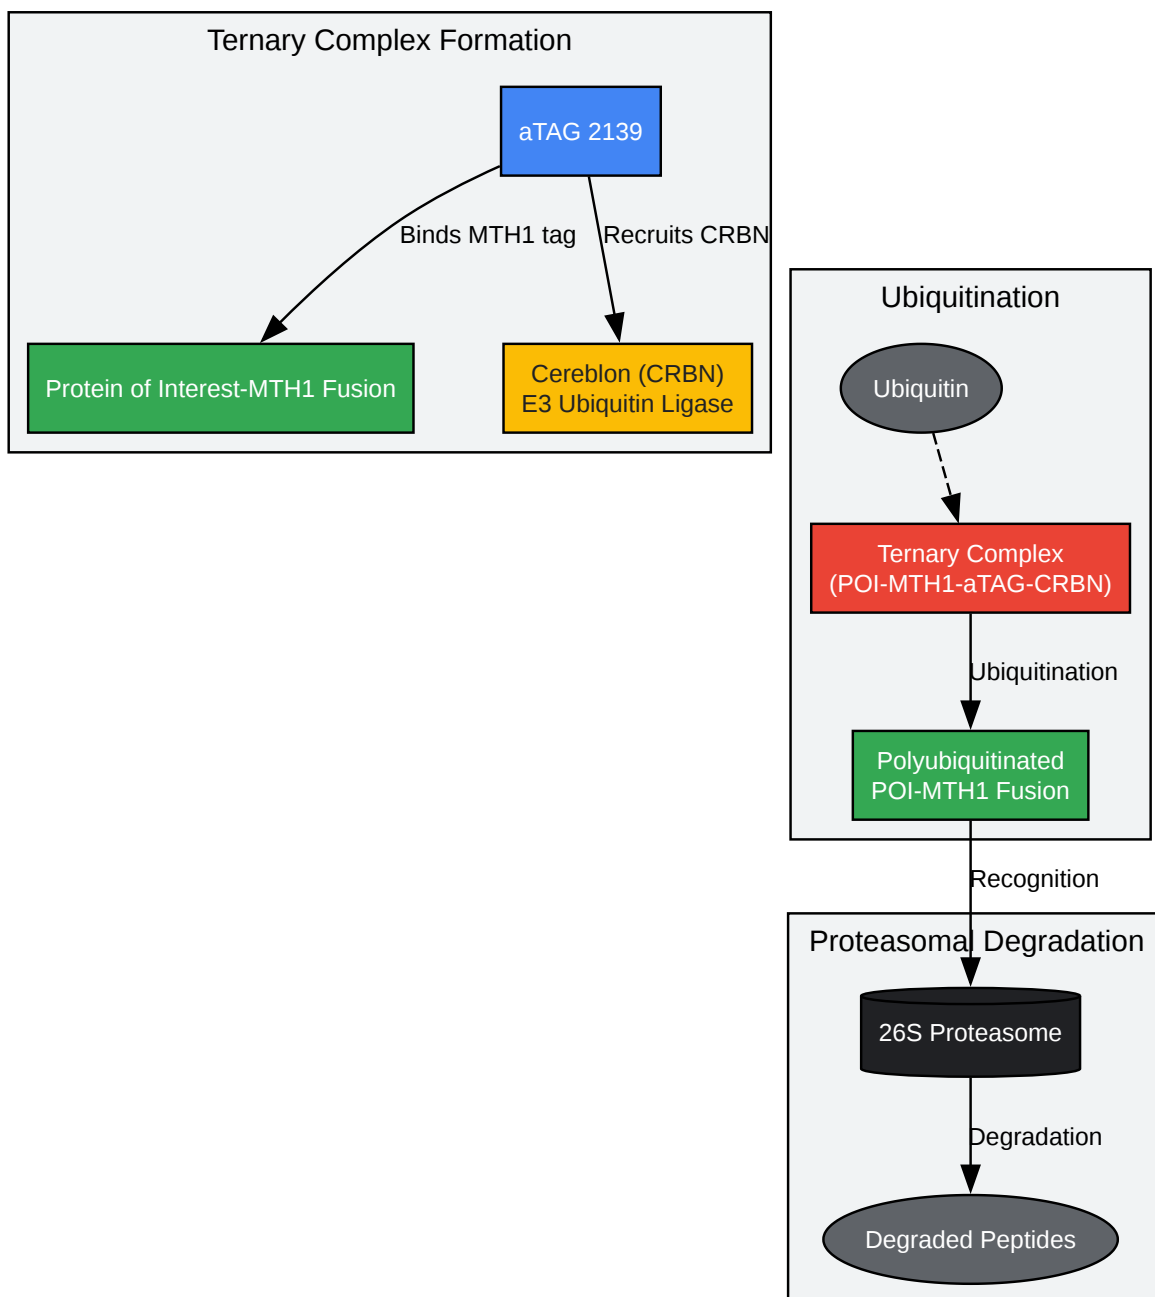 Ternary Complex Formation
aTAG 2139
Binds MTH1 tag
Recruits CRBN
Protein of Interest-MTH1 Fusion
Cereblon (CRBN)
E3 Ubiquitin Ligase
Ubiquitination
Ubiquitin
Ternary Complex
(POI-MTH1-aTAG-CRBN)
Ubiquitination
Polyubiquitinated
POI-MTH1 Fusion
Recognition
Proteasomal Degradation
26S Proteasome
Degradation
Degraded Peptides